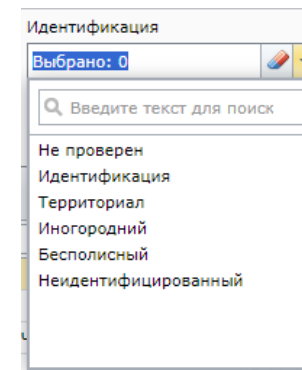 Идентификация
Выбрано: 0
Введите текст для поиск
Не проверен
Идентификация
Территориал
Иногородний
Бесполисный
Неидентифицированный